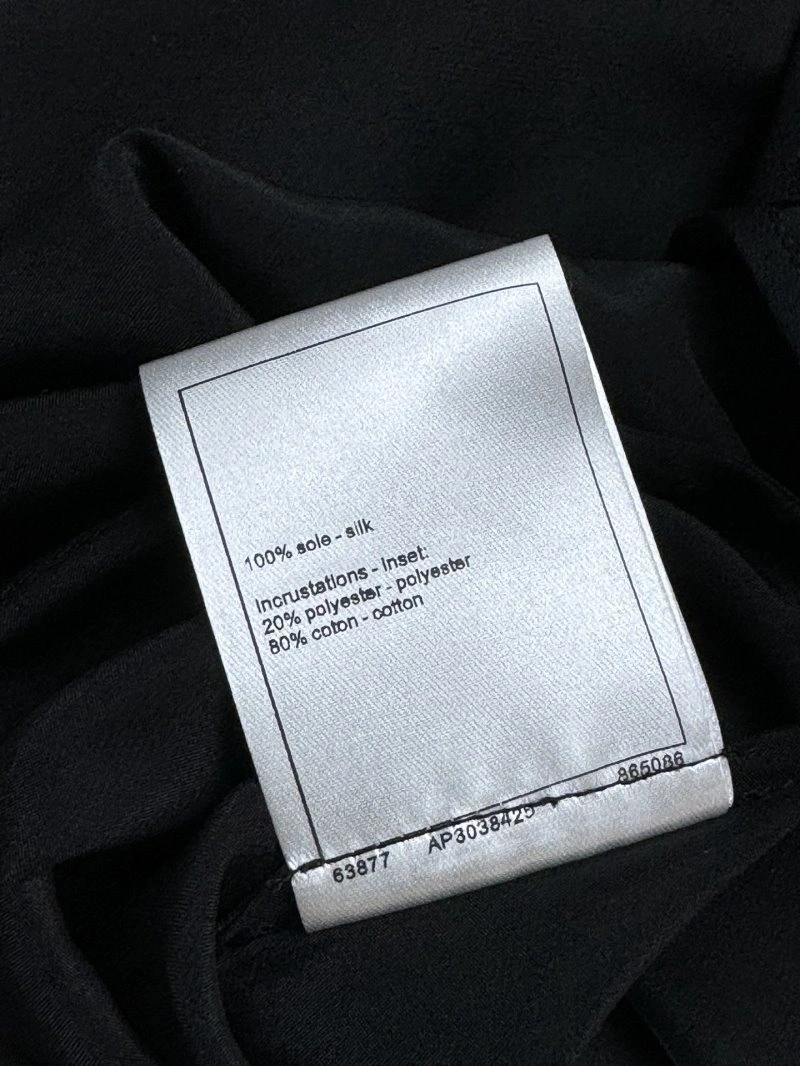 100% soie - silk
Incrustations - Inset:
20% polyester - polyester
80% coton - cotton
865086
63877 AP3038425